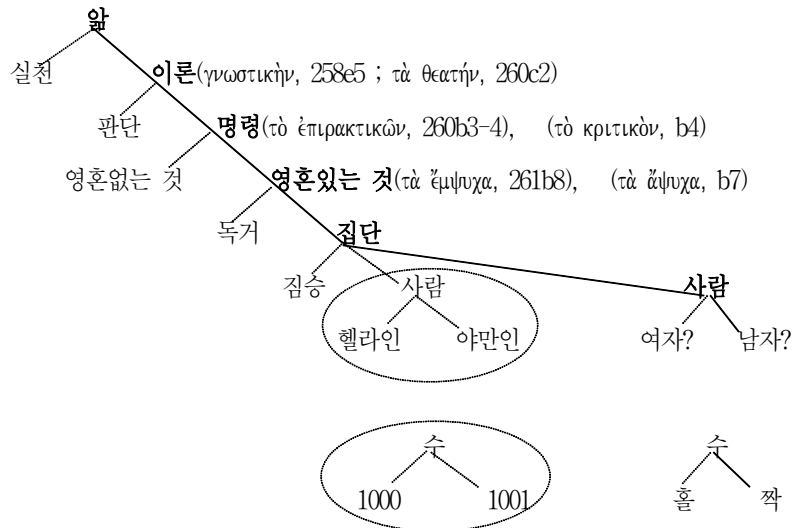 앎
실천 이론(γνωστικὴν, 258e5 ; τὰ θεατήν, 260c2)
판단 명령(τὸ ἐπιρακτικῶν, 260b3-4), (τὸ κριτικὸν, b4)
영혼없는 것 영혼있는 것(τὰ ἔμψυχα, 261b8), (τὰ ἄψυχα, b7)
독거 집단
짐승 사람 사람
헬라인 야만인 여자? 남자?
수 수
1000 1001 홀 짝